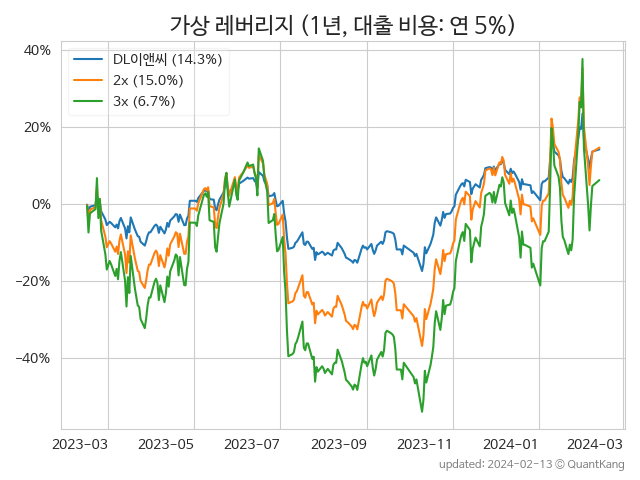 가상 레버리지 (1년, 대출 비용: 연 5%)
40%
20%
0%
−20%
−40%
DL이앤씨 (14.3%)
2x (15.0%)
3x (6.7%)
2023-03
2023-05
2023-07
2023-09
2023-11
2024-01
2024-03
updated: 2024-02-13 © QuantKang